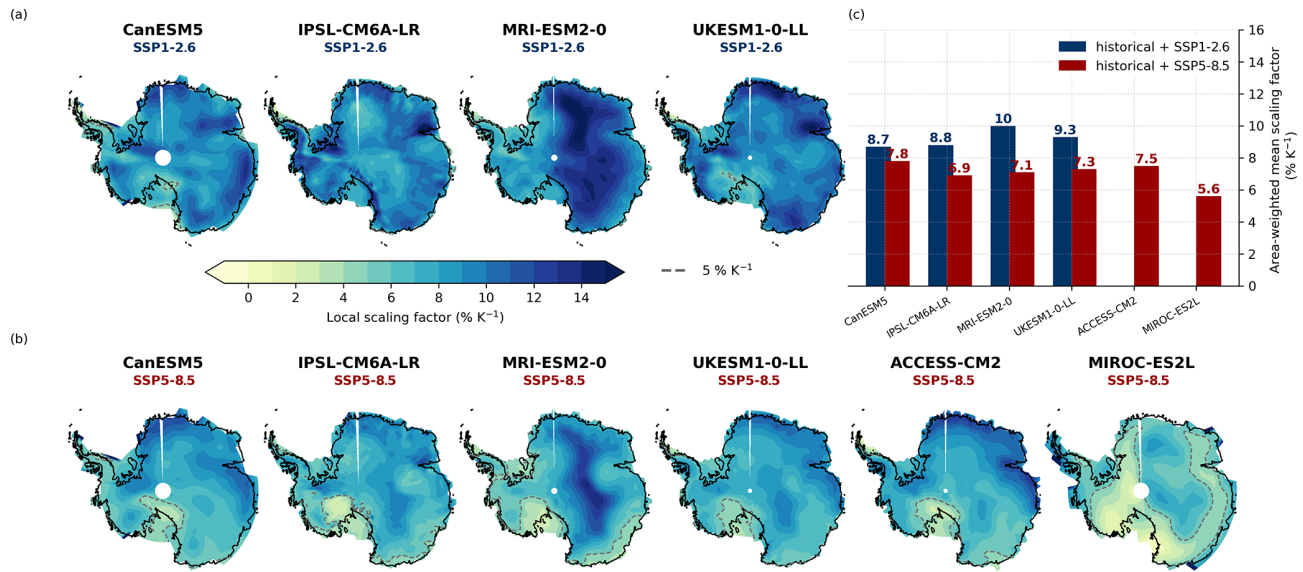 (a)
CanESM5 IPSL-CM6A-LR MRI-ESM2-0 UKESM1-0-LL
SSP1-2.6 SSP1-2.6 SSP1-2.6 SSP1-2.6
0 2 4 6 8 10 12 14
Local scaling factor (% K⁻¹)
5 % K⁻¹
(c)
historical + SSP1-2.6
historical + SSP5-8.5
8.7 7.8 8.8 6.9 10 7.1 9.3 7.3 7.5 5.6
16
14
12
10
8
6
4
2
0
Area-weighted mean scaling factor
(% K⁻¹)
CanESM5 IPSL-CM6A-LR MRI-ESM2-0 UKESM1-0-LL ACCESS-CM2 MIROC-ES2L
(b)
CanESM5 IPSL-CM6A-LR MRI-ESM2-0 UKESM1-0-LL ACCESS-CM2 MIROC-ES2L
SSP5-8.5 SSP5-8.5 SSP5-8.5 SSP5-8.5 SSP5-8.5 SSP5-8.5